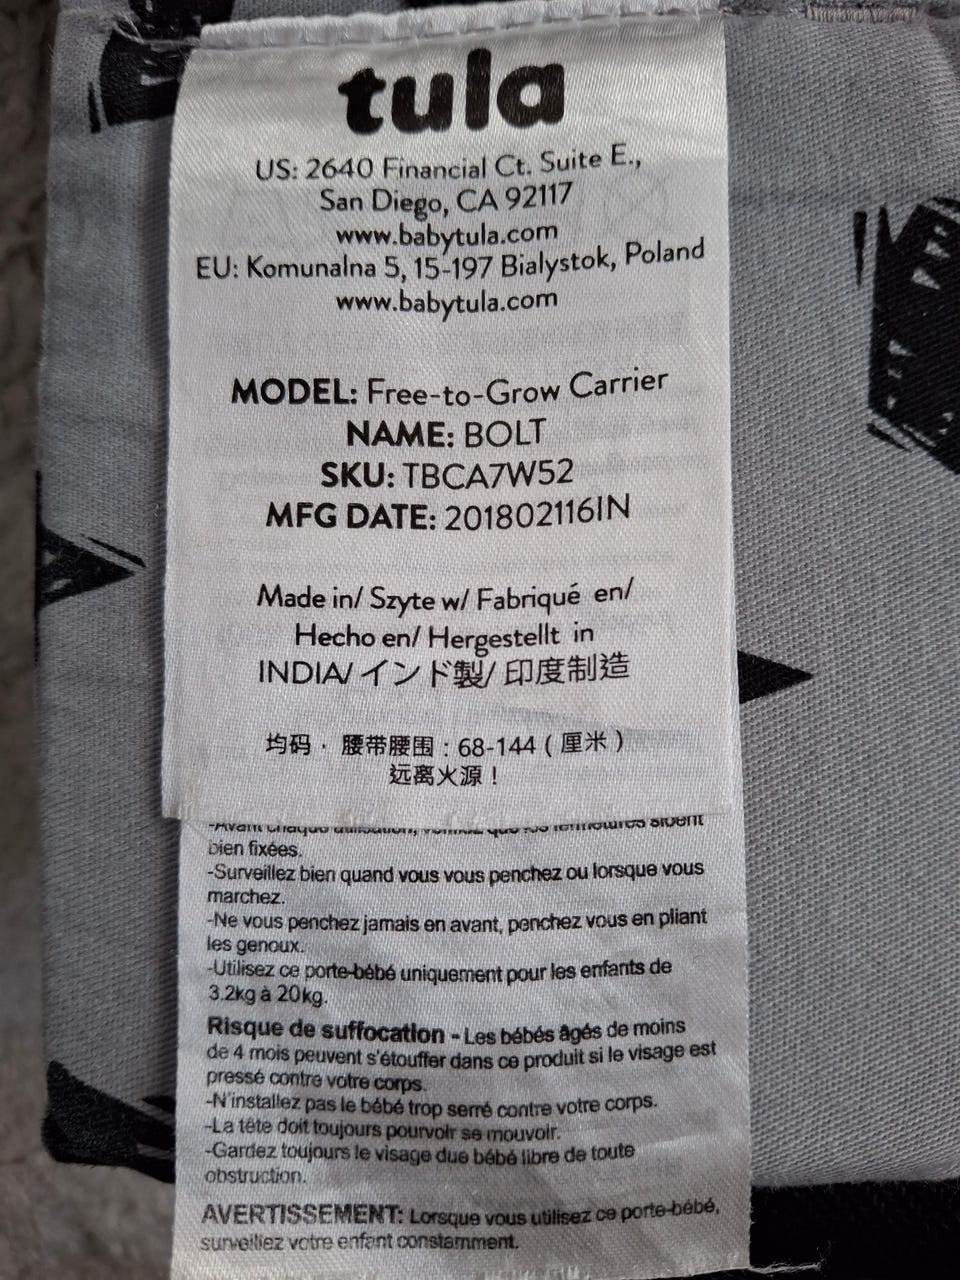 tula
US: 2640 Financial Ct. Suite E.,
San Diego, CA 92117
www.babytula.com
EU: Komunalna 5, 15-197 Bialystok, Poland
www.babytula.com
MODEL: Free-to-Grow Carrier
NAME: BOLT
SKU: TBCA7W52
MFG DATE: 201802116IN
Made in/ Szyte w/ Fabriqué en/
Hecho en/ Hergestellt in
INDIA/ インド製/ 印度制造
均码 · 腰带腰围 : 68-144 ( 厘米 )
远离火源 !
-Avant chaque utilisation, vérifiez que les fermetures sioent
bien fixées.
-Surveillez bien quand vous vous penchez ou lorsque vous
marchez.
-Ne vous penchez jamais en avant, penchez vous en pliant
les genoux.
-Utilisez ce porte-bébé uniquement pour les enfants de
3.2kg à 20kg.
Risque de suffocation - Les bébés âgés de moins
de 4 mois peuvent s'étouffer dans ce produit si le visage est
pressé contre votre corps.
-N'installez pas le bébé trop serré contre votre corps.
-La tête doit toujours pourvoir se mouvoir.
-Gardez toujours le visage due bébé libre de toute
obstruction.
AVERTISSEMENT: Lorsque vous utilisez ce porte-bébé,
surveillez votre enfant constamment.